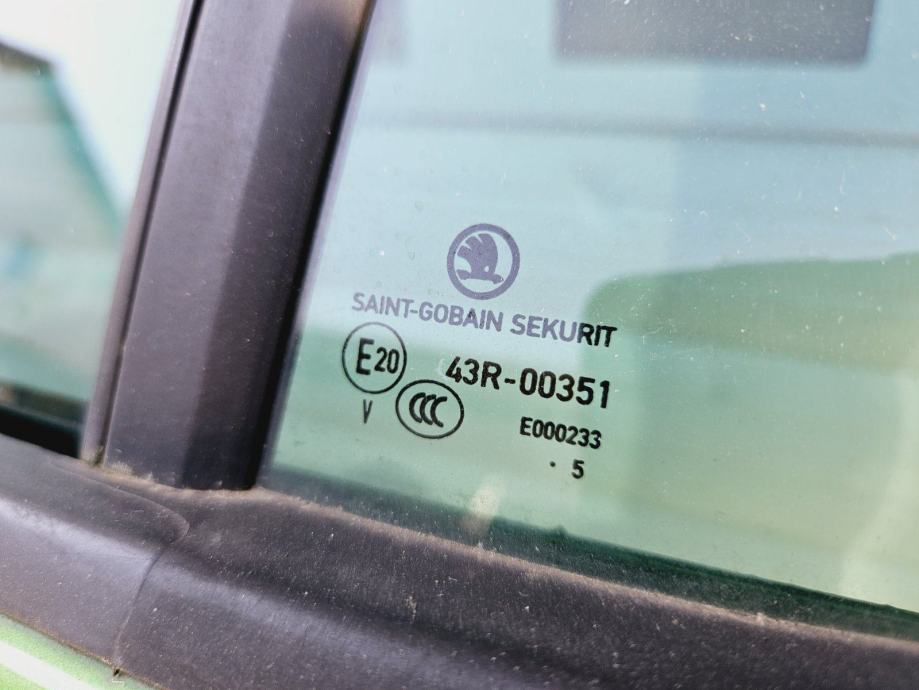 SAINT-GOBAIN SEKURIT
E20 43R-00351
V CCC E000233
· 5